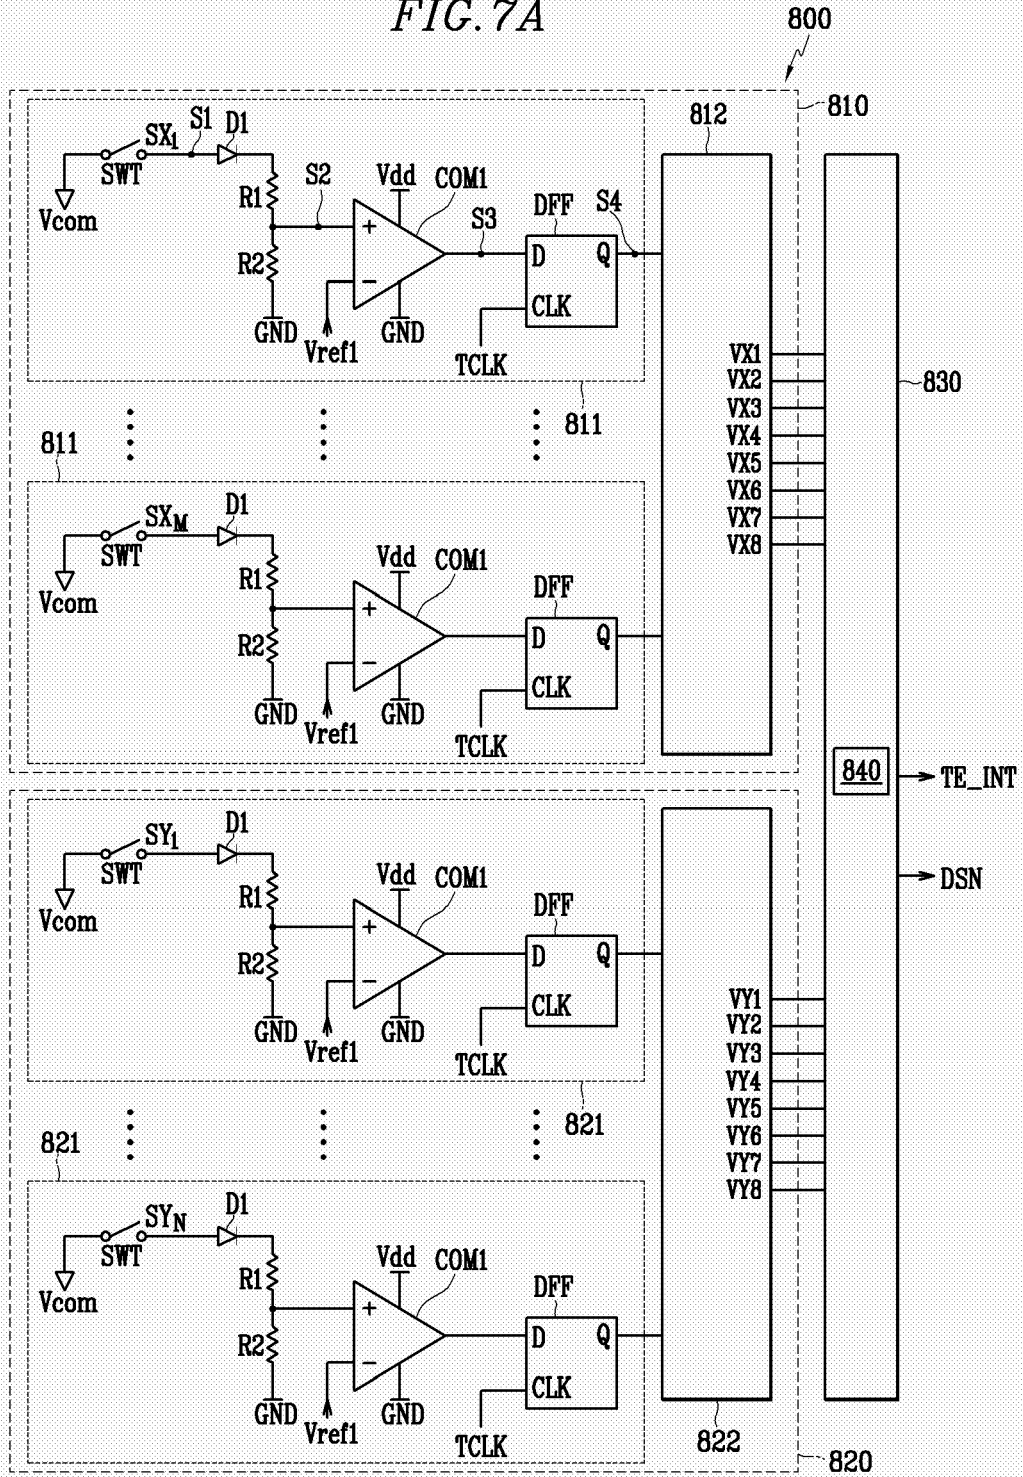 FIG.7A
800
810
812
SX1
S1
D1
SWT
Vcom
R1
S2
Vdd
COM1
S3
DFF
S4
D
Q
+
R2
−
CLK
GND
Vref1
GND
TCLK
VX1
VX2
VX3
VX4
VX5
VX6
VX7
VX8
830
811
811
SXM
D1
SWT
Vcom
R1
Vdd
COM1
DFF
D
Q
+
R2
−
CLK
GND
Vref1
GND
TCLK
840
TE_INT
DSN
SY1
D1
SWT
Vcom
R1
Vdd
COM1
DFF
D
Q
+
R2
−
CLK
GND
Vref1
GND
TCLK
VY1
VY2
VY3
VY4
VY5
VY6
VY7
VY8
821
821
SYN
D1
SWT
Vcom
R1
Vdd
COM1
DFF
D
Q
+
R2
−
CLK
GND
Vref1
GND
TCLK
822
820